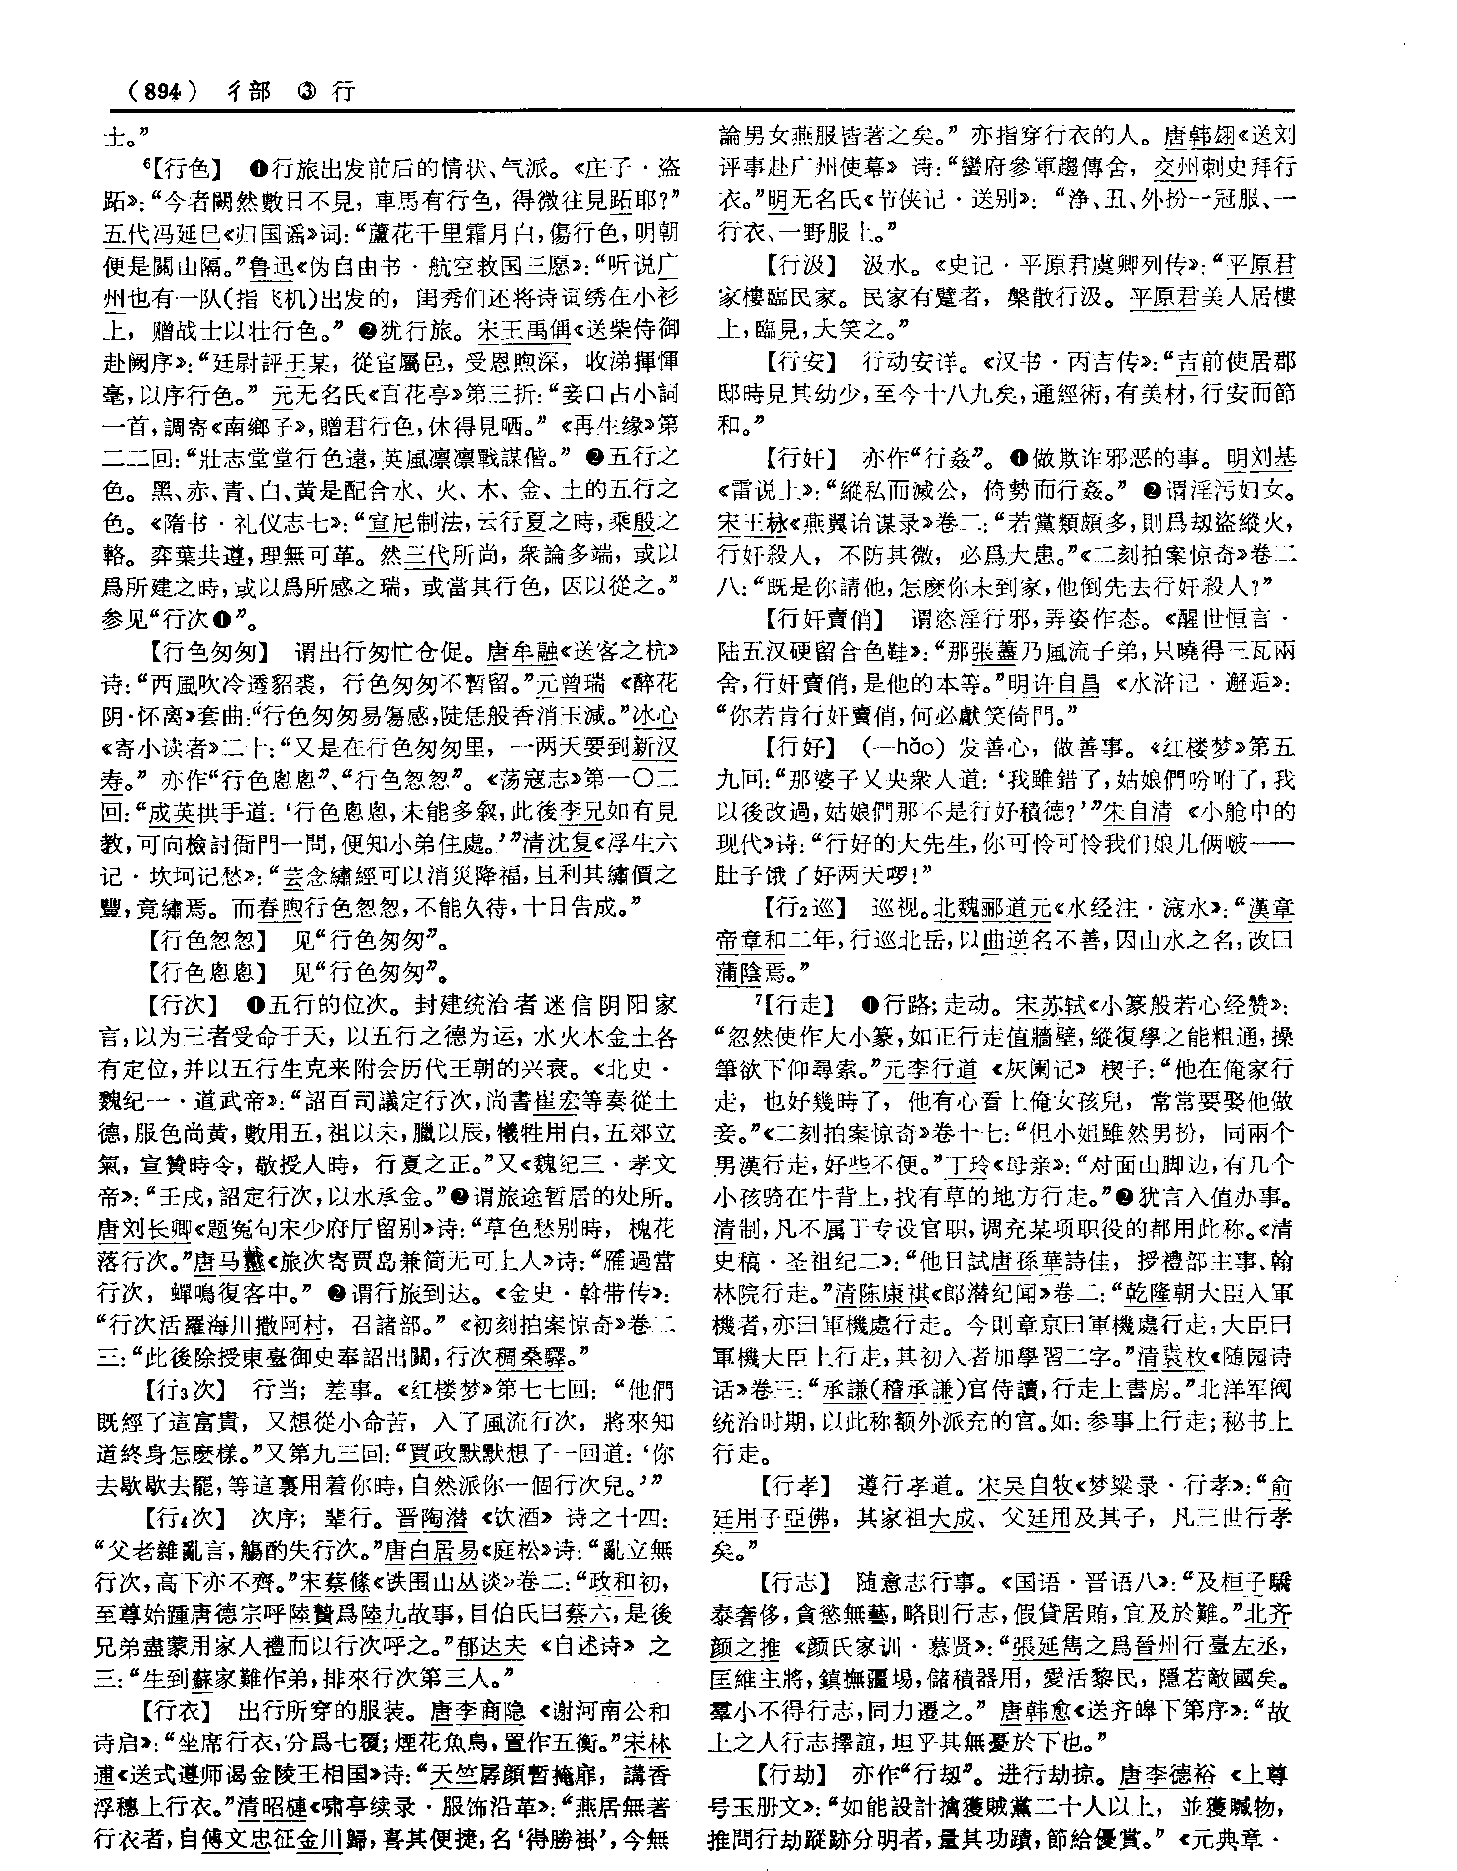 （894） 彳部 ③ 行
士。”
⁶【行色】 ❶行旅出发前后的情状、气派。《庄子·盗
跖》：“今者闕然數日不見，車馬有行色，得微往見跖耶？”
五代冯延巳《归国谣》词：“蘆花千里霜月白，傷行色，明朝
便是關山隔。”鲁迅《伪自由书·航空救国三愿》：“听说广
州也有一队（指飞机）出发的，闺秀们还将诗词绣在小衫
上，赠战士以壮行色。”❷犹行旅。宋王禹偁《送柴侍御
赴阙序》：“廷尉評王某，從宦屬邑，受恩煦深，收涕揮
毫，以序行色。”元无名氏《百花亭》第三折：“妾口占小詞
一首，調寄《南鄉子》，贈君行色，休得見哂。”《再生缘》第
二二回：“壯志堂堂行色遠，英風凛凛戰謀偕。”❷五行之
色。黑、赤、青、白、黄是配合水、火、木、金、土的五行之
色。《隋书·礼仪志七》：“宣尼制法，云行夏之時，乘殷之
輅。弈葉共遵，理無可革。然三代所尚，衆論多端，或以
爲所建之時，或以爲所感之瑞，或當其行色，因以從之。”
参见“行次❶”。
【行色匆匆】 谓出行匆忙仓促。唐牟融《送客之杭》
诗：“西風吹冷透貂裘，行色匆匆不暫留。”元曾瑞《醉花
阴·怀离》套曲：“行色匆匆易傷感，陡恁般香消玉減。”冰心
《寄小读者》二十：“又是在行色匆匆里，一两天要到新汉
寿。”亦作“行色悤悤”、“行色怱怱”。《荡寇志》第一〇二
回：“成英拱手道：‘行色悤悤，未能多敍，此後李兄如有見
教，可向檢討衙門一問，便知小弟住處。’”清沈复《浮生六
记·坎坷记愁》：“芸念繡經可以消災降福，且利其繡價之
豐，竟繡焉。而春煦行色怱怱，不能久待，十日告成。”
【行色怱怱】 见“行色匆匆”。
【行色悤悤】 见“行色匆匆”。
【行次】 ❶五行的位次。封建统治者迷信阴阳家
言，以为王者受命于天，以五行之德为运，水火木金土各
有定位，并以五行生克来附会历代王朝的兴衰。《北史·
魏纪一·道武帝》：“詔百司議定行次，尚書崔宏等奏從土
德，服色尚黄，數用五，祖以未，臘以辰，犧牲用白，五郊立
氣，宣贊時令，敬授人時，行夏之正。”又《魏纪三·孝文
帝》：“壬戌，詔定行次，以水承金。”❷谓旅途暂居的处所。
唐刘长卿《题冤句宋少府厅留别》诗：“草色愁别時，槐花
落行次。”唐马戴《旅次寄贾岛兼简无可上人》诗：“雁過當
行次，蟬鳴復客中。”❷谓行旅到达。《金史·斡带传》：
“行次活羅海川撒阿村，召諸部。”《初刻拍案惊奇》卷二
三：“此後除授東臺御史奉詔出關，行次稠桑驛。”
【行₃次】 行当；差事。《红楼梦》第七七回：“他們
既經了這富貴，又想從小命苦，入了風流行次，將來知
道終身怎麽樣。”又第九三回：“賈政默默想了一回道：‘你
去歇歇去罷，等這裏用着你時，自然派你一個行次兒。’”
【行₄次】 次序；辈行。晋陶潜《饮酒》诗之十四：
“父老雜亂言，觴酌失行次。”唐白居易《庭松》诗：“亂立無
行次，高下亦不齊。”宋蔡絛《铁围山丛谈》卷二：“政和初，
至尊始踵唐德宗呼陸贄爲陸九故事，目伯氏曰蔡六，是後
兄弟盡蒙用家人禮而以行次呼之。”郁达夫《自述诗》之
三：“生到蘇家難作弟，排來行次第三人。”
【行衣】 出行所穿的服装。唐李商隐《谢河南公和
诗启》：“坐席行衣，分爲七覆；煙花魚鳥，置作五衡。”宋林
逋《送式遵师谒金陵王相国》诗：“天竺孱顔暫掩扉，講香
浮穗上行衣。”清昭槤《啸亭续录·服饰沿革》：“燕居無著
行衣者，自傅文忠征金川歸，喜其便捷，名‘得勝褂’，今無
論男女燕服皆著之矣。”亦指穿行衣的人。唐韩翃《送刘
评事赴广州使幕》诗：“蠻府參軍趨傳舍，交州刺史拜行
衣。”明无名氏《节侠记·送别》：“净、丑、外扮一冠服、一
行衣、一野服上。”
【行汲】 汲水。《史记·平原君虞卿列传》：“平原君
家樓臨民家。民家有躄者，槃散行汲。平原君美人居樓
上，臨見，大笑之。”
【行安】 行动安详。《汉书·丙吉传》：“吉前使居郡
邸時見其幼少，至今十八九矣，通經術，有美材，行安而節
和。”
【行奸】 亦作“行姦”。❶做欺诈邪恶的事。明刘基
《雷说上》：“縱私而滅公，倚勢而行姦。”❷谓淫污妇女。
宋王栐《燕翼诒谋录》卷二：“若黨類頗多，則爲刼盜縱火，
行奸殺人，不防其微，必爲大患。”《二刻拍案惊奇》卷二
八：“既是你請他，怎麽你未到家，他倒先去行奸殺人？”
【行奸賣俏】 谓恣淫行邪，弄姿作态。《醒世恒言·
陆五汉硬留合色鞋》：“那張藎乃風流子弟，只曉得三瓦兩
舍，行奸賣俏，是他的本等。”明许自昌《水浒记·邂逅》：
“你若肯行奸賣俏，何必獻笑倚門。”
【行好】 （—hǎo）发善心，做善事。《红楼梦》第五
九回：“那婆子又央衆人道：‘我雖錯了，姑娘們吩咐了，我
以後改過，姑娘們那不是行好積德？’”朱自清《小舱中的
现代》诗：“行好的大先生，你可怜可怜我们娘儿俩啵——
肚子饿了好两天啰！”
【行₂巡】 巡视。北魏郦道元《水经注·滱水》：“漢章
帝章和二年，行巡北岳，以曲逆名不善，因山水之名，改曰
蒲陰焉。”
⁷【行走】 ❶行路；走动。宋苏轼《小篆般若心经赞》：
“忽然使作大小篆，如正行走值牆壁，縱復學之能粗通，操
筆欲下仰尋索。”元李行道《灰阑记》楔子：“他在俺家行
走，也好幾時了，他有心看上俺女孩兒，常常要娶他做
妾。”《二刻拍案惊奇》卷十七：“但小姐雖然男扮，同兩个
男漢行走，好些不便。”丁玲《母亲》：“对面山脚边，有几个
小孩骑在牛背上，找有草的地方行走。”❷犹言入值办事。
清制，凡不属于专设官职，调充某项职役的都用此称。《清
史稿·圣祖纪二》：“他日試唐孫華詩佳，授禮部主事、翰
林院行走。”清陈康祺《郎潜纪闻》卷二：“乾隆朝大臣入軍
機者，亦曰軍機處行走。今則章京曰軍機處行走，大臣曰
軍機大臣上行走，其初入者加學習二字。”清袁枚《随园诗
话》卷三：“承謙（稽承謙）官侍讀，行走上書房。”北洋军阀
统治时期，以此称额外派充的官。如：参事上行走；秘书上
行走。
【行孝】 遵行孝道。宋吴自牧《梦粱录·行孝》：“俞
廷用子亞佛，其家祖大成、父廷用及其子，凡三世行孝
矣。”
【行志】 随意志行事。《国语·晋语八》：“及桓子驕
泰奢侈，貪慾無藝，略則行志，假貸居賄，宜及於難。”北齐
颜之推《颜氏家训·慕贤》：“張延雋之爲晉州行臺左丞，
匡維主將，鎮撫疆埸，儲積器用，愛活黎民，隱若敵國矣。
羣小不得行志，同力遷之。”唐韩愈《送齐皞下第序》：“故
上之人行志擇誼，坦乎其無憂於下也。”
【行劫】 亦作“行刼”。进行劫掠。唐李德裕《上尊
号玉册文》：“如能設計擒獲賊黨二十人以上，並獲贓物，
推問行劫蹤跡分明者，量其功蹟，節給優賞。”《元典章·